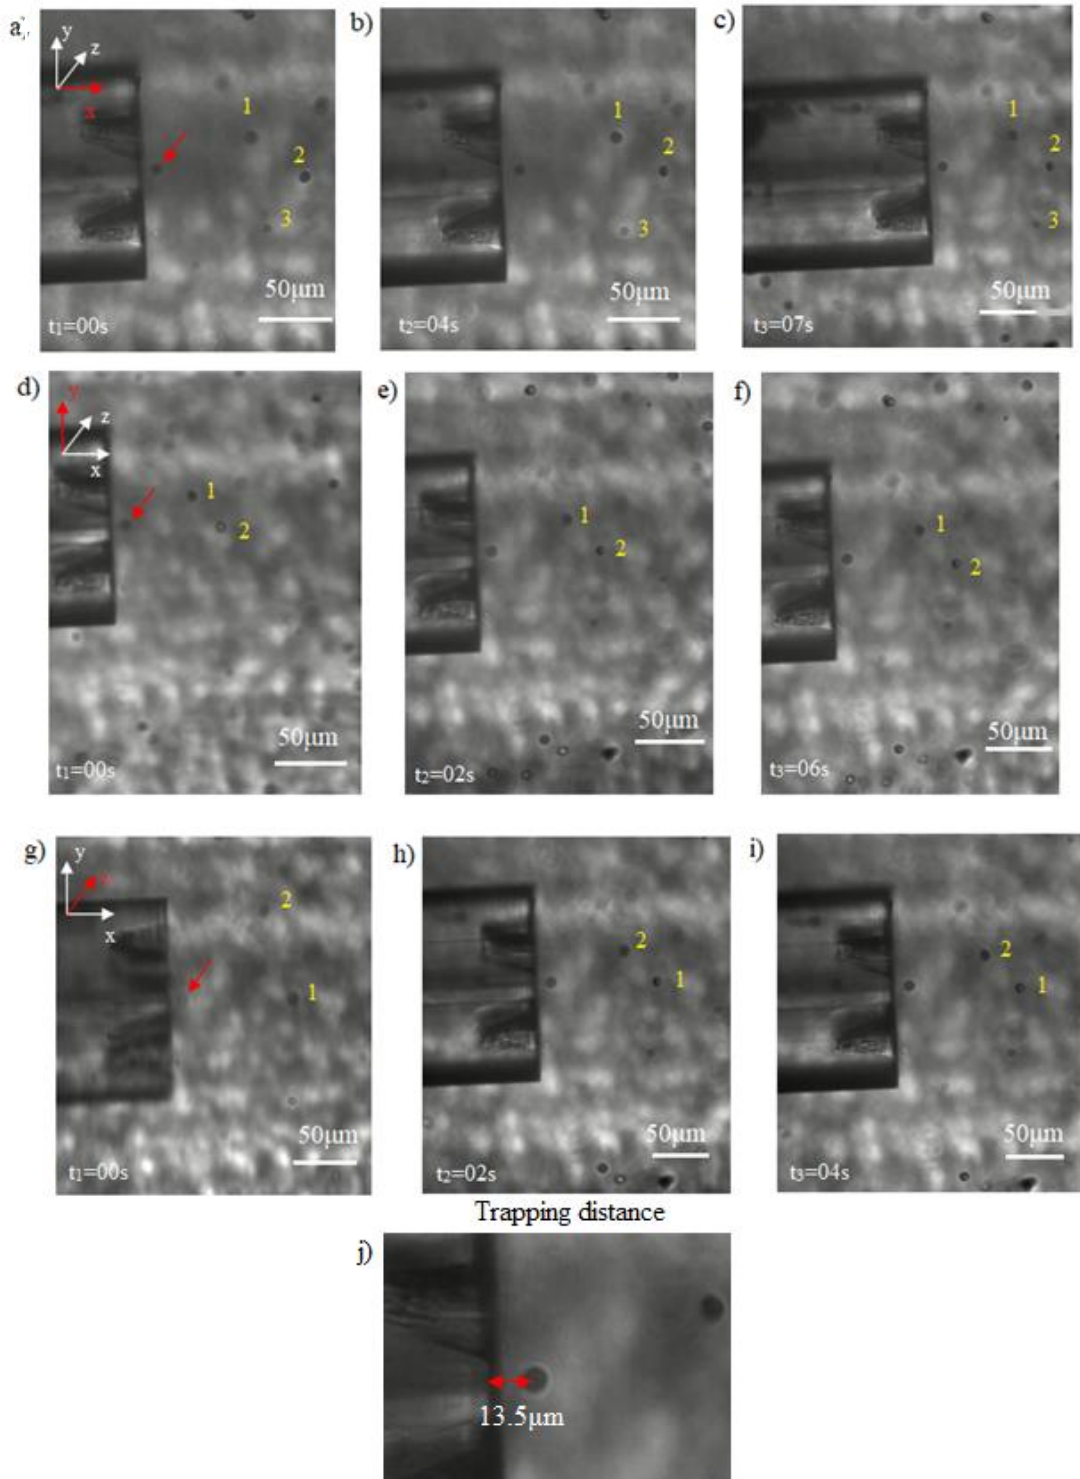 a)
y
z
x
1
2
3
50μm
t1=00s
b)
1
2
3
50μm
t2=04s
c)
1
2
3
50μm
t3=07s
d)
y
z
x
1
2
50μm
t1=00s
e)
1
2
50μm
t2=02s
f)
1
2
50μm
t3=06s
g)
y
x
2
1
50μm
t1=00s
h)
2
1
50μm
t2=02s
i)
2
1
50μm
t3=04s
Trapping distance
j)
13.5μm